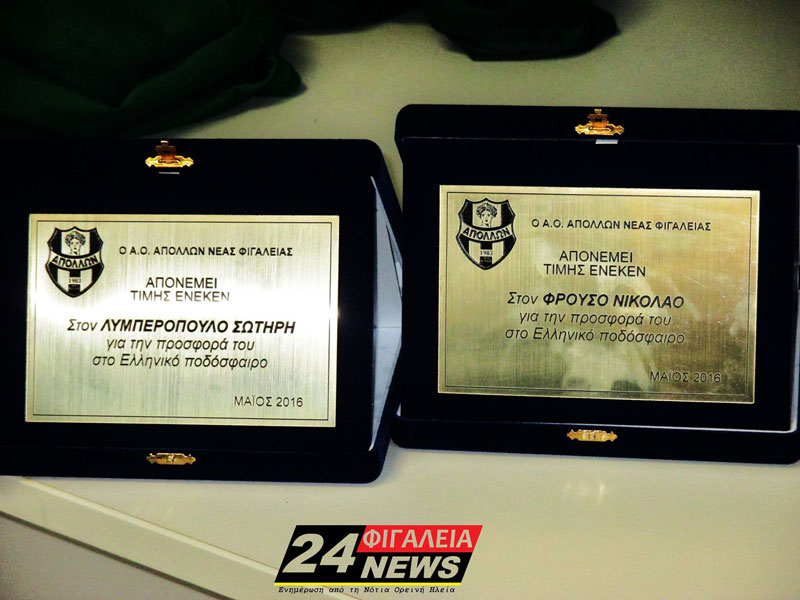 ΑΠΟΛΛΩΝ
1983
Ο Α.Ο. ΑΠΟΛΛΩΝ ΝΕΑΣ ΦΙΓΑΛΕΙΑΣ
ΑΠΟΝΕΜΕΙ
ΤΙΜΗΣ ΕΝΕΚΕΝ
Στον ΛΥΜΠΕΡΟΠΟΥΛΟ ΣΩΤΗΡΗ
για την προσφορά του
στο Ελληνικό ποδόσφαιρο
ΜΑΪΟΣ 2016
ΑΠΟΛΛΩΝ
1983
Ο Α.Ο. ΑΠΟΛΛΩΝ ΝΕΑΣ ΦΙΓΑΛΕΙΑΣ
ΑΠΟΝΕΜΕΙ
ΤΙΜΗΣ ΕΝΕΚΕΝ
Στον ΦΡΟΥΣΟ ΝΙΚΟΛΑΟ
για την προσφορά του
στο Ελληνικό ποδόσφαιρο
ΜΑΪΟΣ 2016
24 ΦΙΓΑΛΕΙΑ
NEWS
Ενημέρωση από τη Νότια Ορεινή Ηλεία